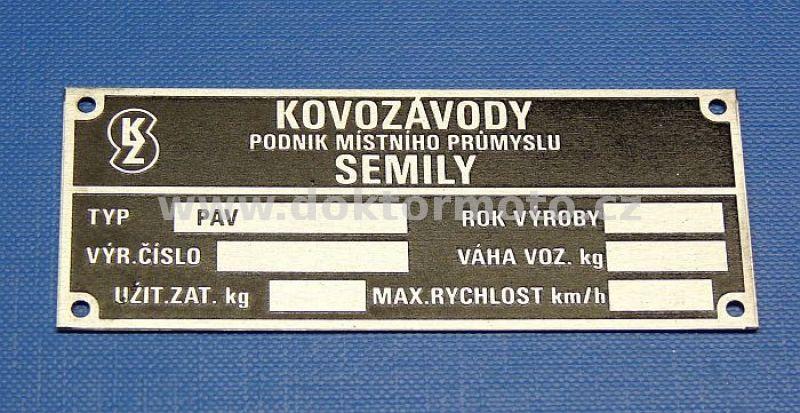 KZ
KOVOZÁVODY
PODNIK MÍSTNÍHO PRŮMYSLU
SEMILY
www.doktormoto.cz
TYP PAV ROK VÝROBY
VÝR.ČÍSLO VÁHA VOZ. kg
UŽIT.ZAT. kg MAX.RYCHLOST km/h